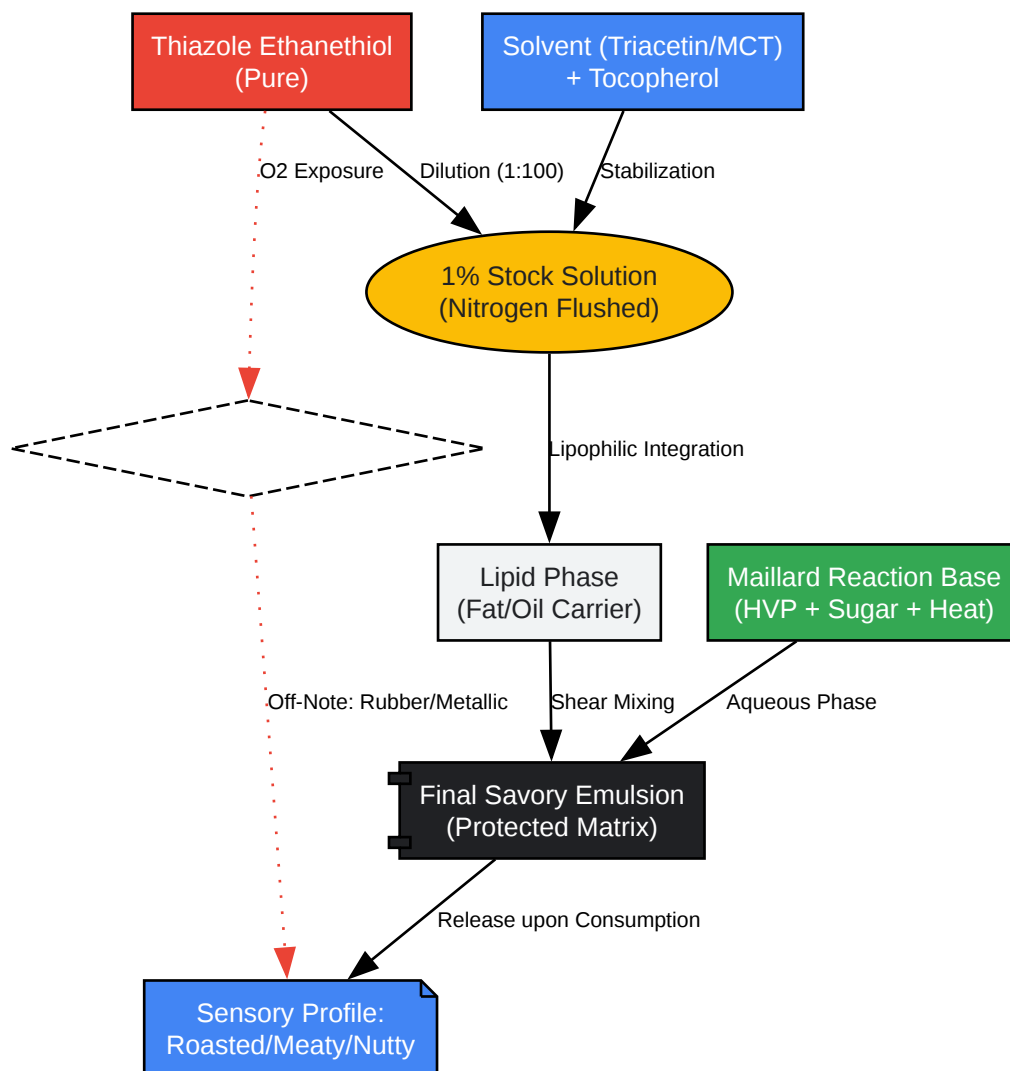 Thiazole Ethanethiol
(Pure)
Solvent (Triacetin/MCT)
+ Tocopherol
O2 Exposure
Dilution (1:100)
Stabilization
1% Stock Solution
(Nitrogen Flushed)
Lipophilic Integration
Lipid Phase
(Fat/Oil Carrier)
Maillard Reaction Base
(HVP + Sugar + Heat)
Off-Note: Rubber/Metallic
Shear Mixing
Aqueous Phase
Final Savory Emulsion
(Protected Matrix)
Release upon Consumption
Sensory Profile:
Roasted/Meaty/Nutty